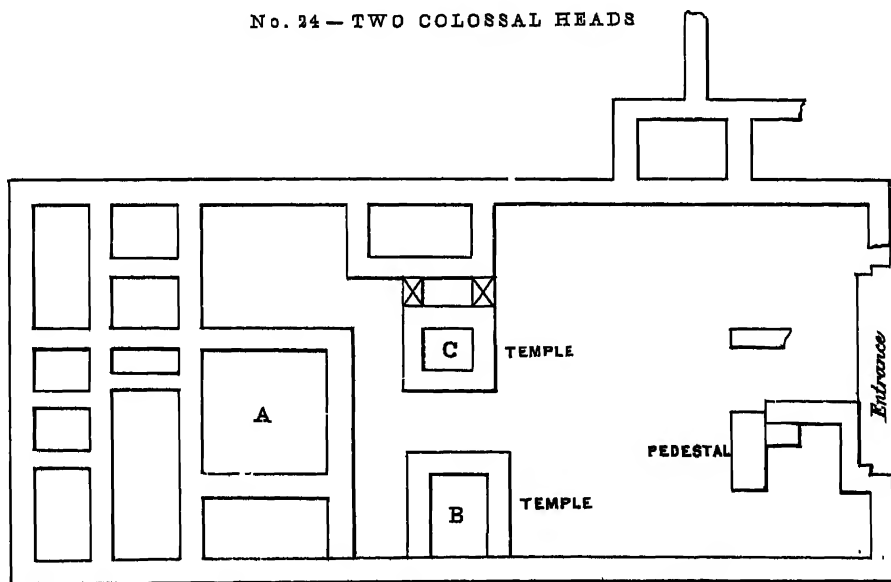 No. 24 — TWO COLOSSAL HEADS
C
TEMPLE
Entrance
A
PEDESTAL
B
TEMPLE